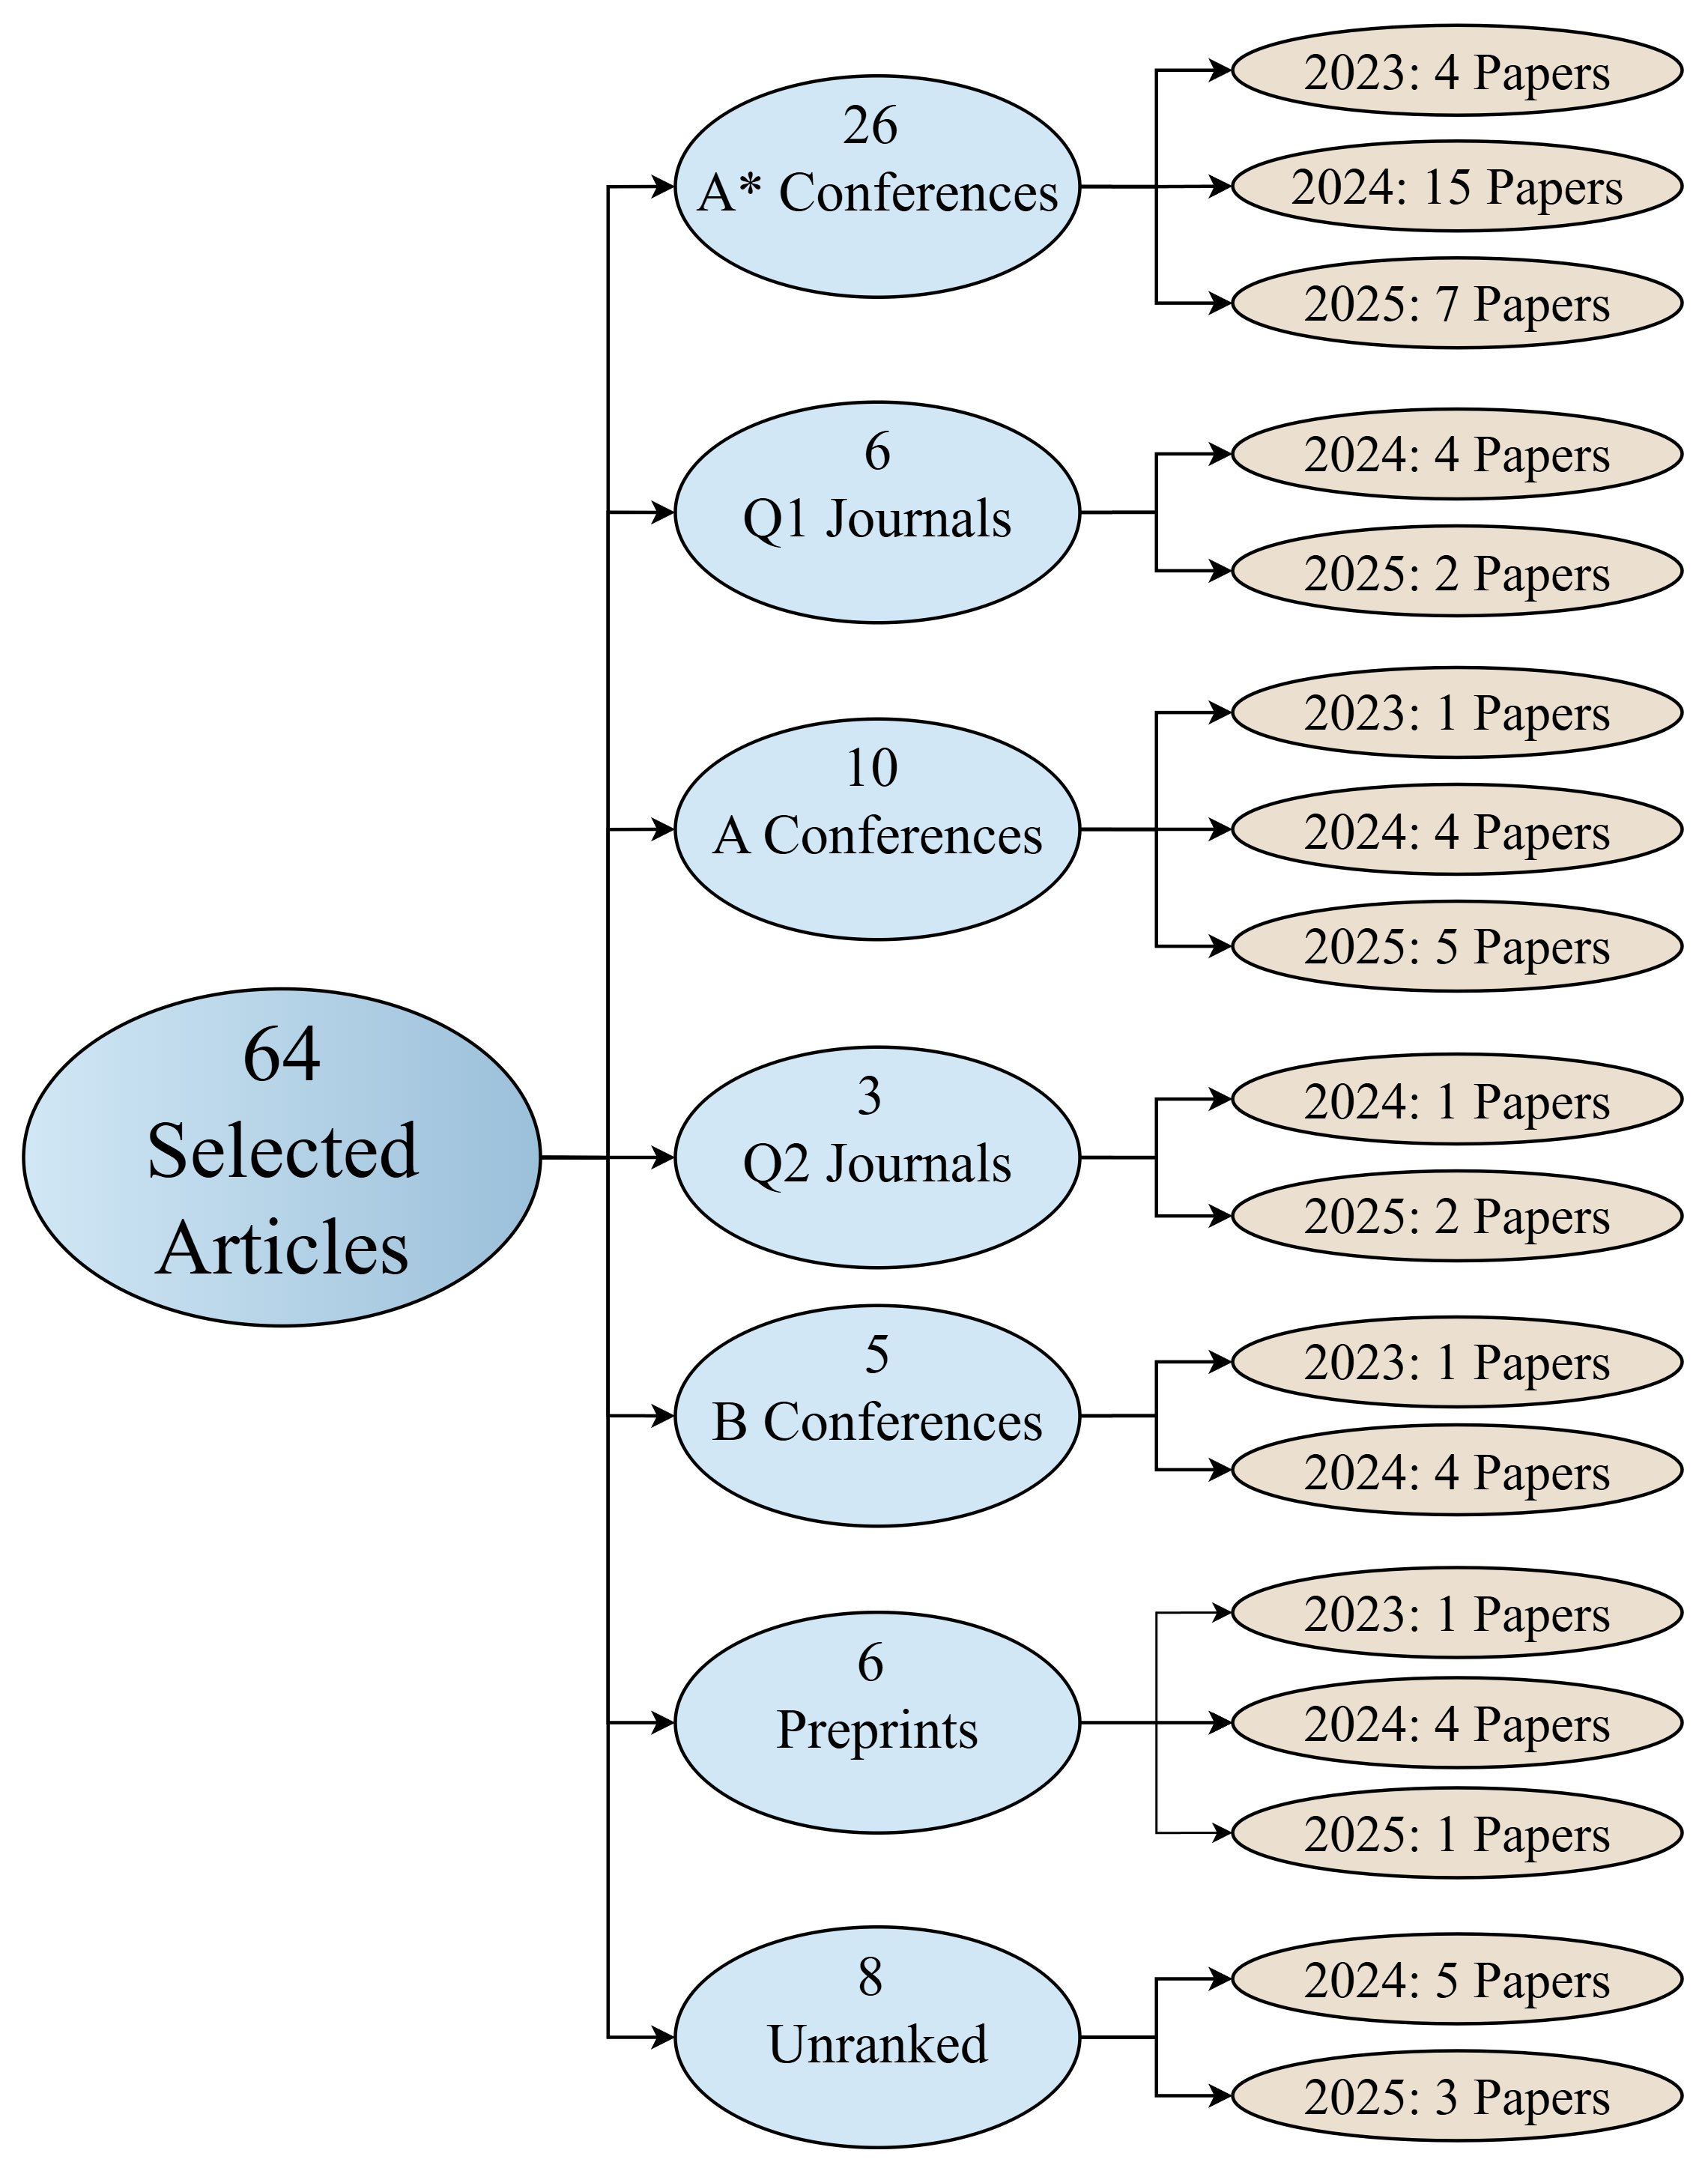 64
Selected
Articles
26
A* Conferences
2023: 4 Papers
2024: 15 Papers
2025: 7 Papers
6
Q1 Journals
2024: 4 Papers
2025: 2 Papers
10
A Conferences
2023: 1 Papers
2024: 4 Papers
2025: 5 Papers
3
Q2 Journals
2024: 1 Papers
2025: 2 Papers
5
B Conferences
2023: 1 Papers
2024: 4 Papers
6
Preprints
2023: 1 Papers
2024: 4 Papers
2025: 1 Papers
8
Unranked
2024: 5 Papers
2025: 3 Papers